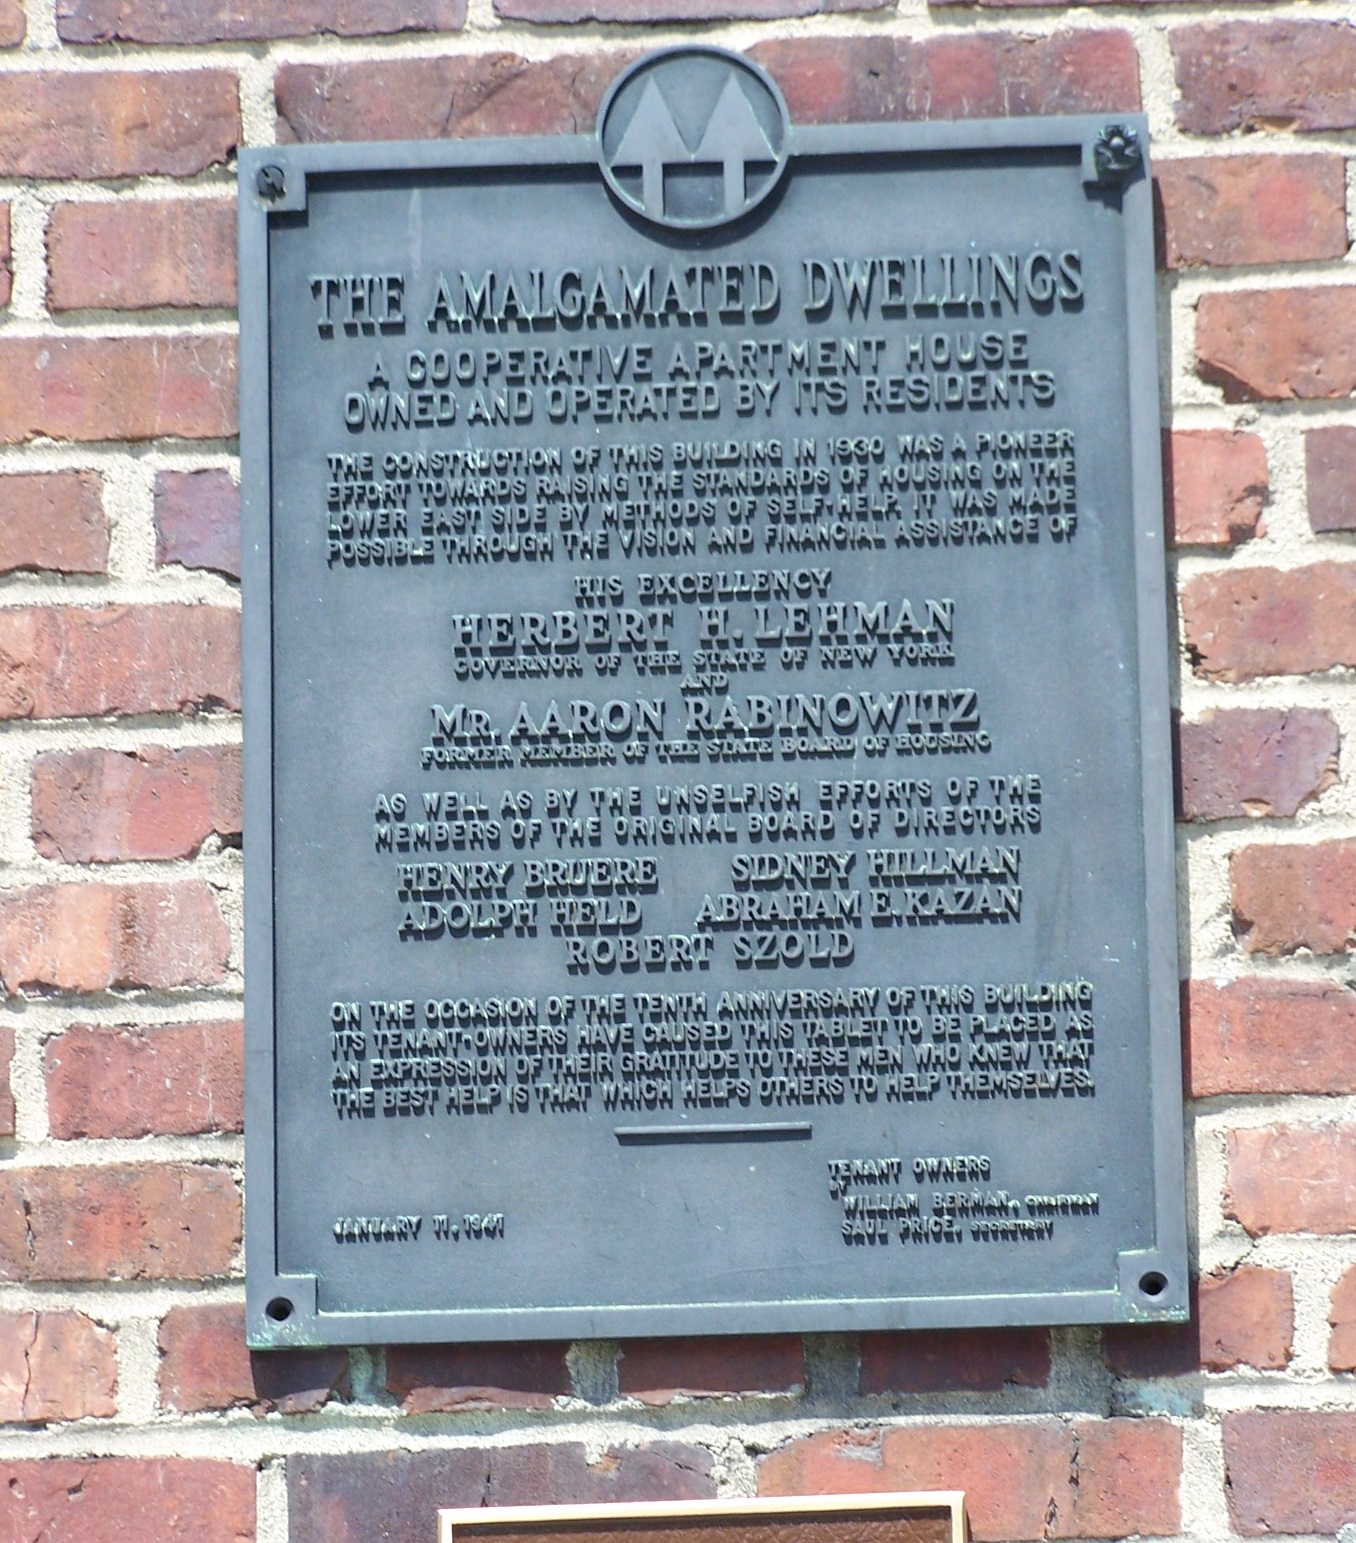 THE AMALGAMATED DWELLINGS
A COOPERATIVE APARTMENT HOUSE
OWNED AND OPERATED BY ITS RESIDENTS
THE CONSTRUCTION OF THIS BUILDING IN 1930 WAS A PIONEER
EFFORT TOWARDS RAISING THE STANDARDS OF HOUSING ON THE
LOWER EAST SIDE BY METHODS OF SELF-HELP. IT WAS MADE
POSSIBLE THROUGH THE VISION AND FINANCIAL ASSISTANCE OF
HIS EXCELLENCY
HERBERT H. LEHMAN
GOVERNOR OF THE STATE OF NEW YORK
AND
MR. AARON RABINOWITZ
FORMER MEMBER OF THE STATE BOARD OF HOUSING
AS WELL AS BY THE UNSELFISH EFFORTS OF THE
MEMBERS OF THE ORIGINAL BOARD OF DIRECTORS
HENRY BRUERE SIDNEY HILLMAN
ADOLPH HELD ABRAHAM E. KAZAN
ROBERT SZOLD
ON THE OCCASION OF THE TENTH ANNIVERSARY OF THIS BUILDING
ITS TENANT-OWNERS HAVE CAUSED THIS TABLET TO BE PLACED AS
AN EXPRESSION OF THEIR GRATITUDE TO THESE MEN WHO KNEW THAT
THE BEST HELP IS THAT WHICH HELPS OTHERS TO HELP THEMSELVES.
TENANT OWNERS
BY
WILLIAM BERMAN, CHAIRMAN
SAUL PRICE, SECRETARY
JANUARY 11, 1941